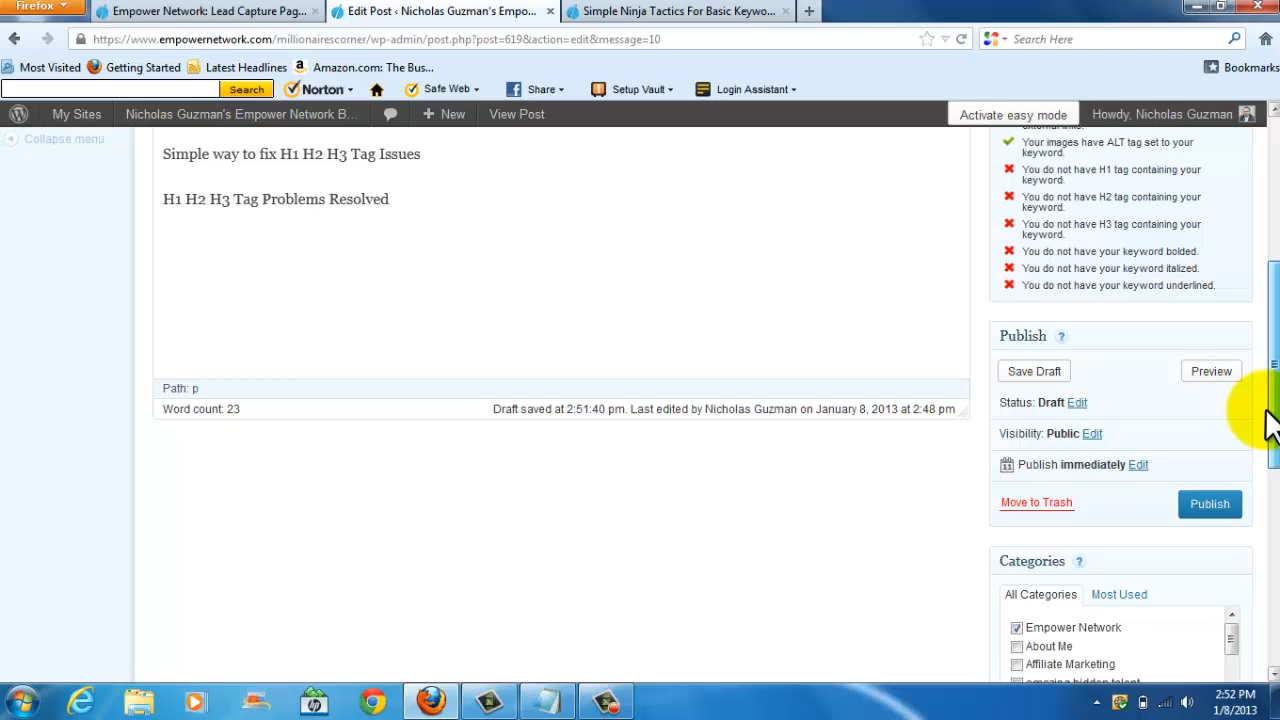 Firefox
Empower Network: Lead Capture Pag...
Edit Post ‹ Nicholas Guzman's Empo...
Simple Ninja Tactics For Basic Keywo...
https://www.empowernetwork.com/millionairescorner/wp-admin/post.php?post=619&action=edit&message=10
Search Here
Most Visited
Getting Started
Latest Headlines
Amazon.com: The Bus...
Bookmarks
Search
Norton
Safe Web
Share
Setup Vault
Login Assistant
My Sites
Nicholas Guzman's Empower Network B...
New
View Post
Activate easy mode
Howdy, Nicholas Guzman
Collapse menu
Simple way to fix H1 H2 H3 Tag Issues
H1 H2 H3 Tag Problems Resolved
Path: p
Word count: 23
Draft saved at 2:51:40 pm. Last edited by Nicholas Guzman on January 8, 2013 at 2:48 pm
external links.
Your images have ALT tag set to your
keyword.
You do not have H1 tag containing your
keyword.
You do not have H2 tag containing your
keyword.
You do not have H3 tag containing your
keyword.
You do not have your keyword bolded.
You do not have your keyword italized.
You do not have your keyword underlined.
Publish ?
Save Draft
Preview
Status: Draft Edit
Visibility: Public Edit
11
Publish immediately Edit
Move to Trash
Publish
Categories ?
All Categories
Most Used
Empower Network
About Me
Affiliate Marketing
amazing hidden talent
2:52 PM
1/8/2013